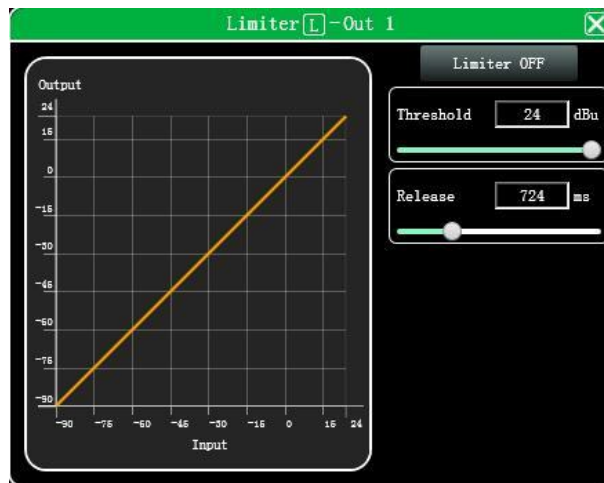 Limiter L -Out 1
Limiter OFF
Output
24
15
0
-15
-30
-45
-60
-75
-90
-90 -75 -60 -45 -30 -15 0 15 24
Input
Threshold 24 dBu
Release 724 ms